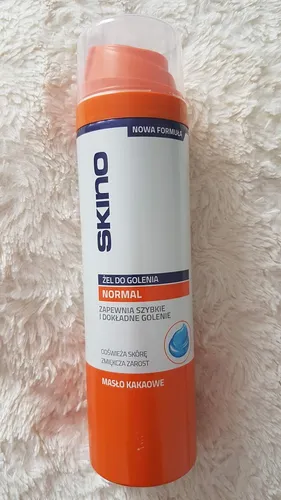 NOWA FORMUŁA
SKINO
ŻEL DO GOLENIA
NORMAL
ZAPEWNIA SZYBKIE
I DOKŁADNE GOLENIE
ODŚWIEŻA SKÓRĘ
ZMIĘKCZA ZAROST
MASŁO KAKAOWE